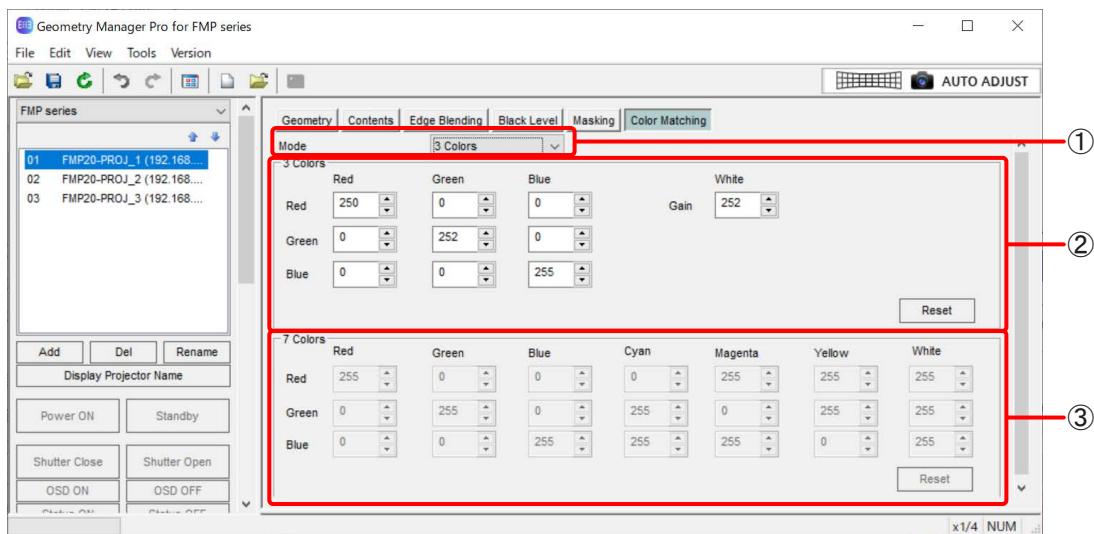 Geometry Manager Pro for FMP series
File Edit View Tools Version
AUTO ADJUST
FMP series
01 FMP20-PROJ_1 (192.168....
02 FMP20-PROJ_2 (192.168....
03 FMP20-PROJ_3 (192.168....
Add Del Rename
Display Projector Name
Power ON Standby
Shutter Close Shutter Open
OSD ON OSD OFF
Status ON Status OFF
Geometry Contents Edge Blending Black Level Masking Color Matching
Mode 3 Colors ①
3 Colors
Red Green Blue White
Red 250 0 0 Gain 252
Green 0 252 0 ②
Blue 0 0 255
Reset
7 Colors
Red Green Blue Cyan Magenta Yellow White
Red 255 0 0 0 255 255 255
Green 0 255 0 255 0 255 255 ③
Blue 0 0 255 255 255 0 255
Reset
x1/4 NUM